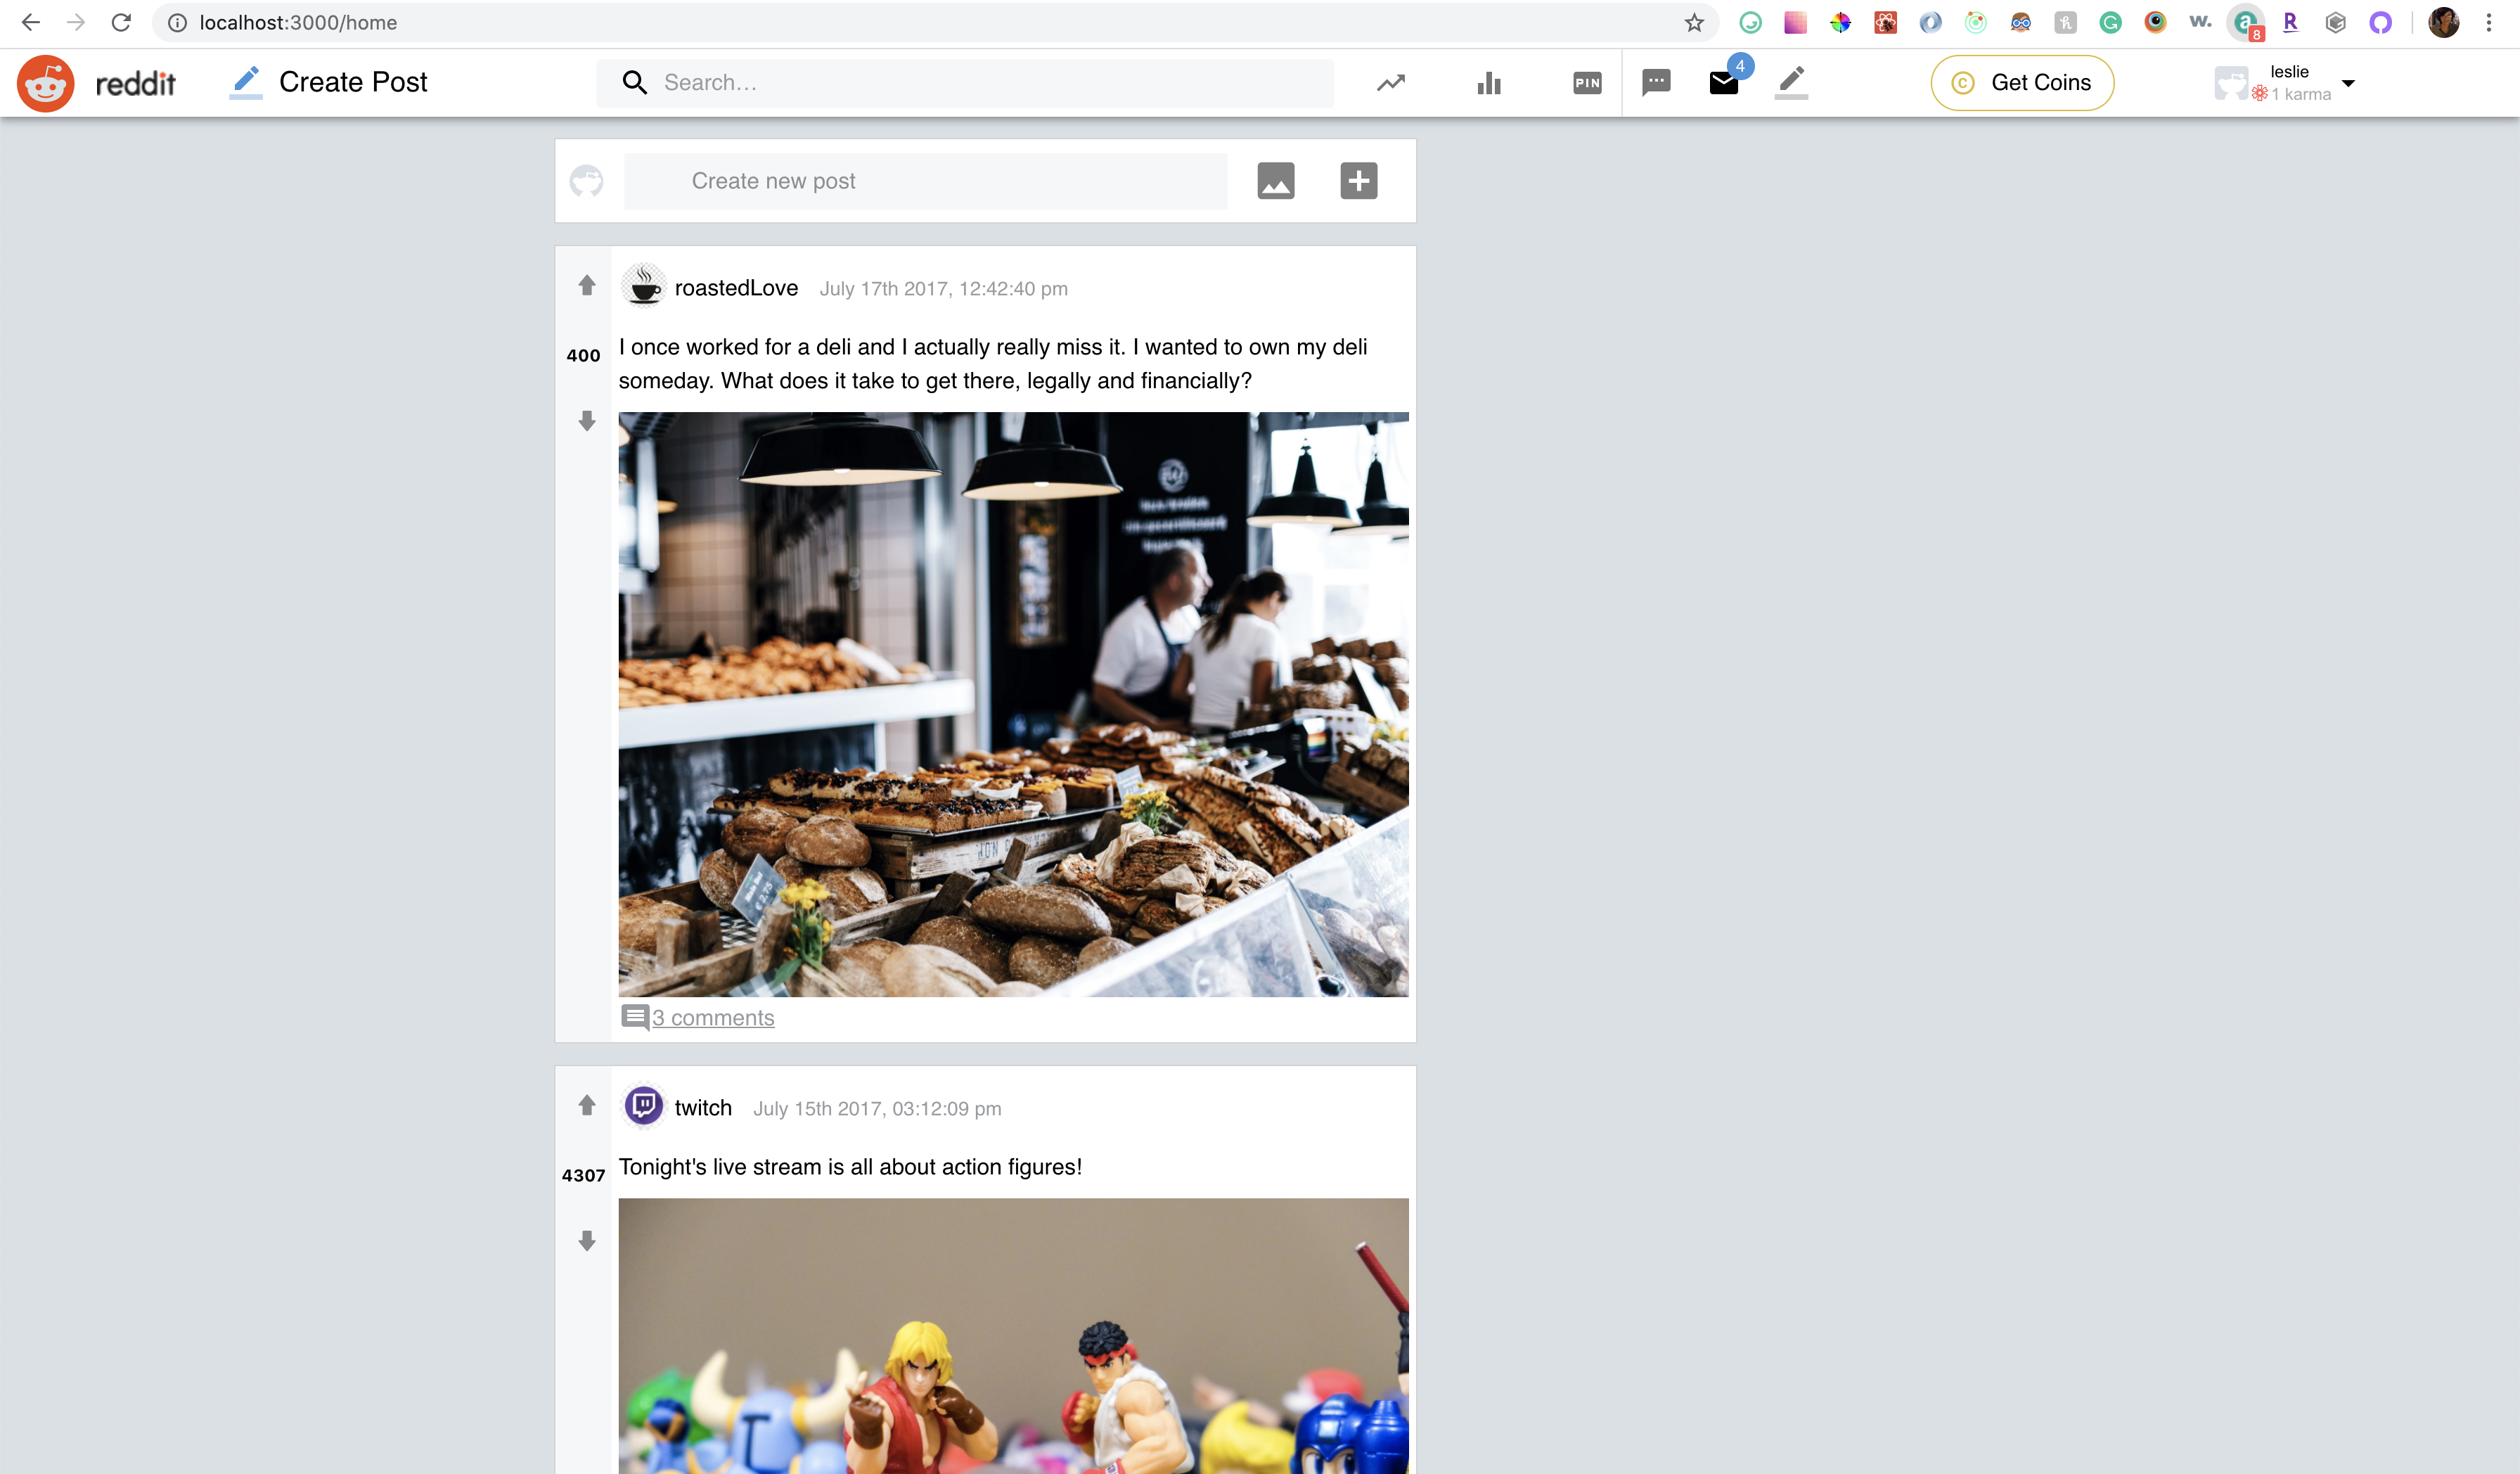 localhost:3000/home
8
reddit
Create Post
Search...
PIN
4
Get Coins
leslie
1 karma
Create new post
roastedLove July 17th 2017, 12:42:40 pm
400
I once worked for a deli and I actually really miss it. I wanted to own my deli
someday. What does it take to get there, legally and financially?
3 comments
twitch July 15th 2017, 03:12:09 pm
4307
Tonight's live stream is all about action figures!